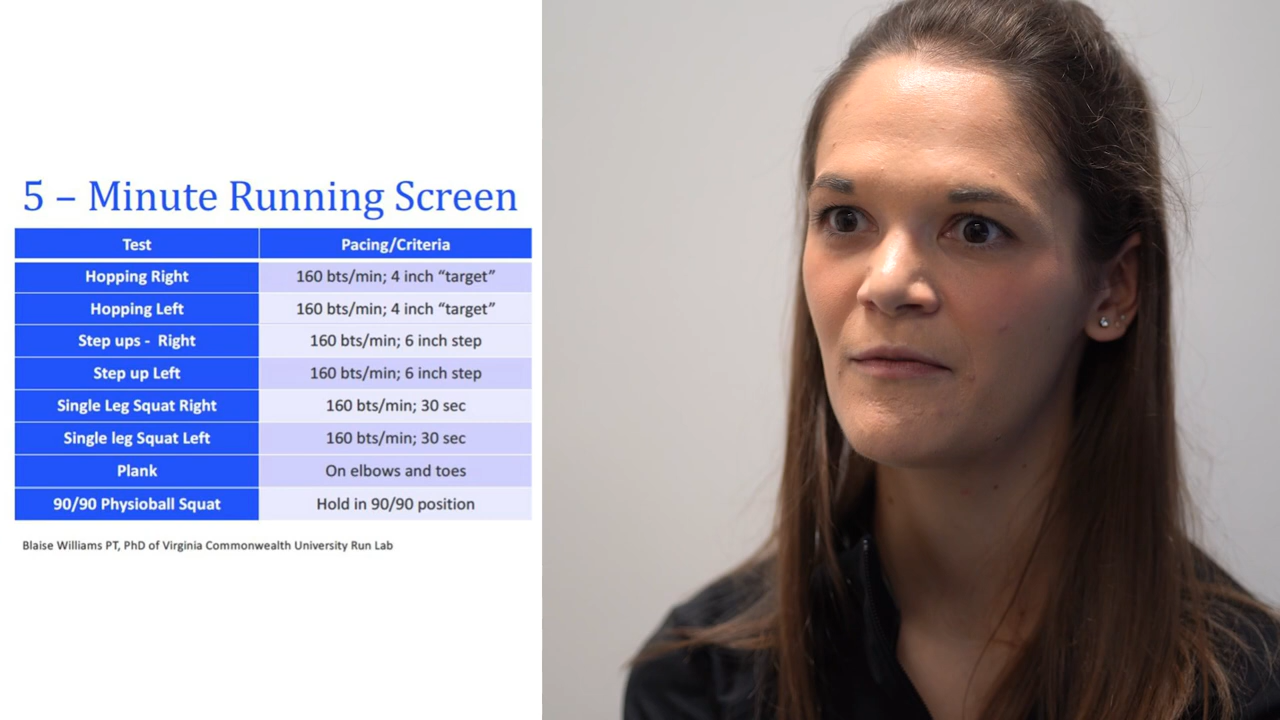 5 – Minute Running Screen
Test Pacing/Criteria
Hopping Right 160 bts/min; 4 inch “target”
Hopping Left 160 bts/min; 4 inch “target”
Step ups - Right 160 bts/min; 6 inch step
Step up Left 160 bts/min; 6 inch step
Single Leg Squat Right 160 bts/min; 30 sec
Single leg Squat Left 160 bts/min; 30 sec
Plank On elbows and toes
90/90 Physioball Squat Hold in 90/90 position
Blaise Williams PT, PhD of Virginia Commonwealth University Run Lab